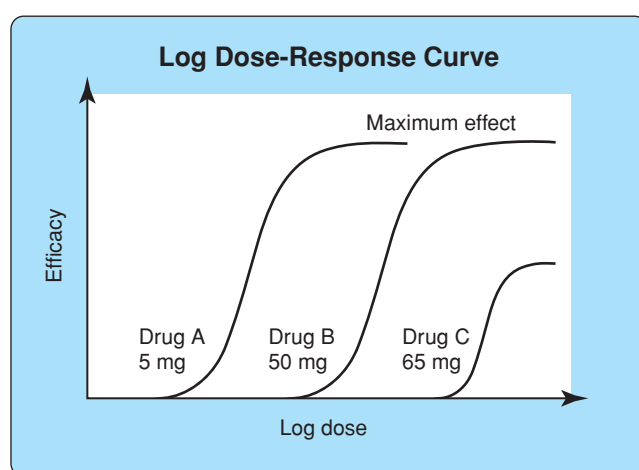 Log Dose-Response Curve
Maximum effect
Efficacy
Drug A
5 mg
Drug B
50 mg
Drug C
65 mg
Log dose